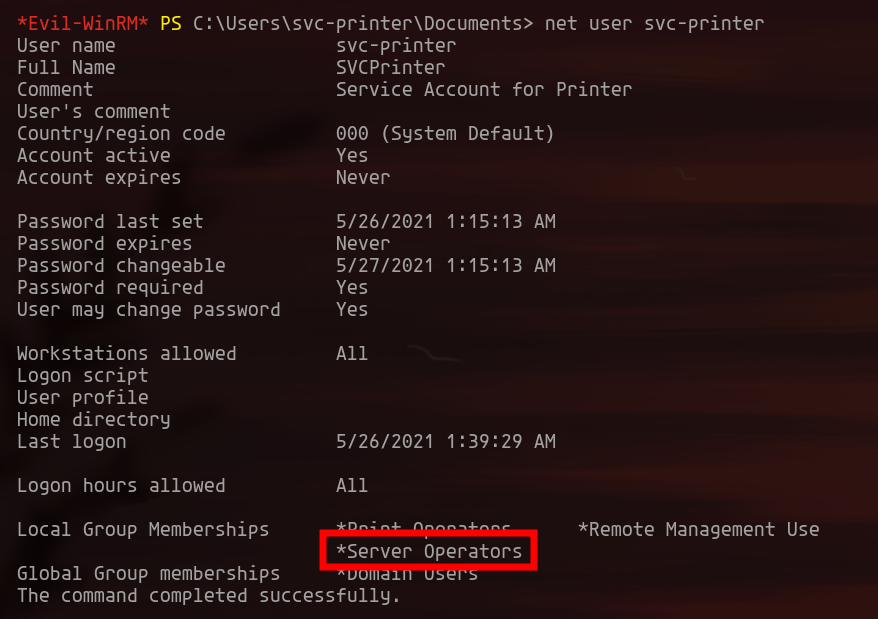 *Evil-WinRM* PS C:\Users\svc-printer\Documents> net user svc-printer
User name                    svc-printer
Full Name                    SVCPrinter
Comment                      Service Account for Printer
User's comment
Country/region code          000 (System Default)
Account active               Yes
Account expires              Never
Password last set            5/26/2021 1:15:13 AM
Password expires             Never
Password changeable          5/27/2021 1:15:13 AM
Password required            Yes
User may change password     Yes
Workstations allowed         All
Logon script
User profile
Home directory
Last logon                   5/26/2021 1:39:29 AM
Logon hours allowed          All
Local Group Memberships      *Print Operators      *Remote Management Use
*Server Operators
Global Group memberships     *Domain Users
The command completed successfully.